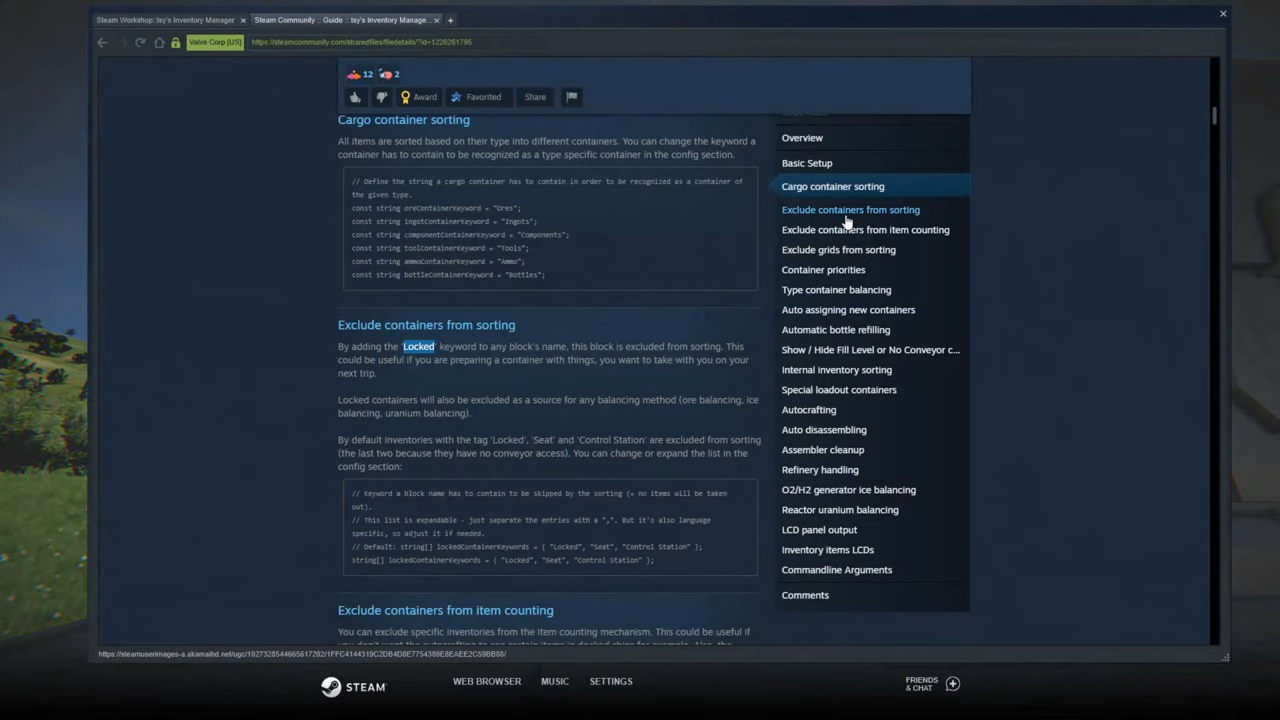 Steam Workshop::Isy's Inventory Manager
Steam Community :: Guide :: Isy's Inventory Manage...
Valve Corp [US]
https://steamcommunity.com/sharedfiles/filedetails/?id=1226261795
12
2
Award
Favorited
Share
Cargo container sorting
All items are sorted based on their type into different containers. You can change the keyword a
container has to contain to be recognized as a type specific container in the config section.
// Define the string a cargo container has to contain in order to be recognized as a container of
the given type.
const string oreContainerKeyword = "Ores";
const string ingotContainerKeyword = "Ingots";
const string componentContainerKeyword = "Components";
const string toolContainerKeyword = "Tools";
const string ammoContainerKeyword = "Ammo";
const string bottleContainerKeyword = "Bottles";
Exclude containers from sorting
By adding the 'Locked' keyword to any block's name, this block is excluded from sorting. This
could be useful if you are preparing a container with things, you want to take with you on your
next trip.
Locked containers will also be excluded as a source for any balancing method (ore balancing, ice
balancing, uranium balancing).
By default inventories with the tag 'Locked', 'Seat' and 'Control Station' are excluded from sorting
(the last two because they have no conveyor access). You can change or expand the list in the
config section:
// Keyword a block name has to contain to be skipped by the sorting (= no items will be taken
out).
// This list is expandable - just separate the entries with a ",". But it's also language
specific, so adjust it if needed.
// Default: string[] lockedContainerKeywords = { "Locked", "Seat", "Control Station" };
string[] lockedContainerKeywords = { "Locked", "Seat", "Control Station" };
Exclude containers from item counting
You can exclude specific inventories from the item counting mechanism. This could be useful if
Overview
Basic Setup
Cargo container sorting
Exclude containers from sorting
Exclude containers from item counting
Exclude grids from sorting
Container priorities
Type container balancing
Auto assigning new containers
Automatic bottle refilling
Show / Hide Fill Level or No Conveyor c...
Internal inventory sorting
Special loadout containers
Autocrafting
Auto disassembling
Assembler cleanup
Refinery handling
O2/H2 generator ice balancing
Reactor uranium balancing
LCD panel output
Inventory items LCDs
Commandline Arguments
Comments
STEAM
WEB BROWSER
MUSIC
SETTINGS
FRIENDS
& CHAT